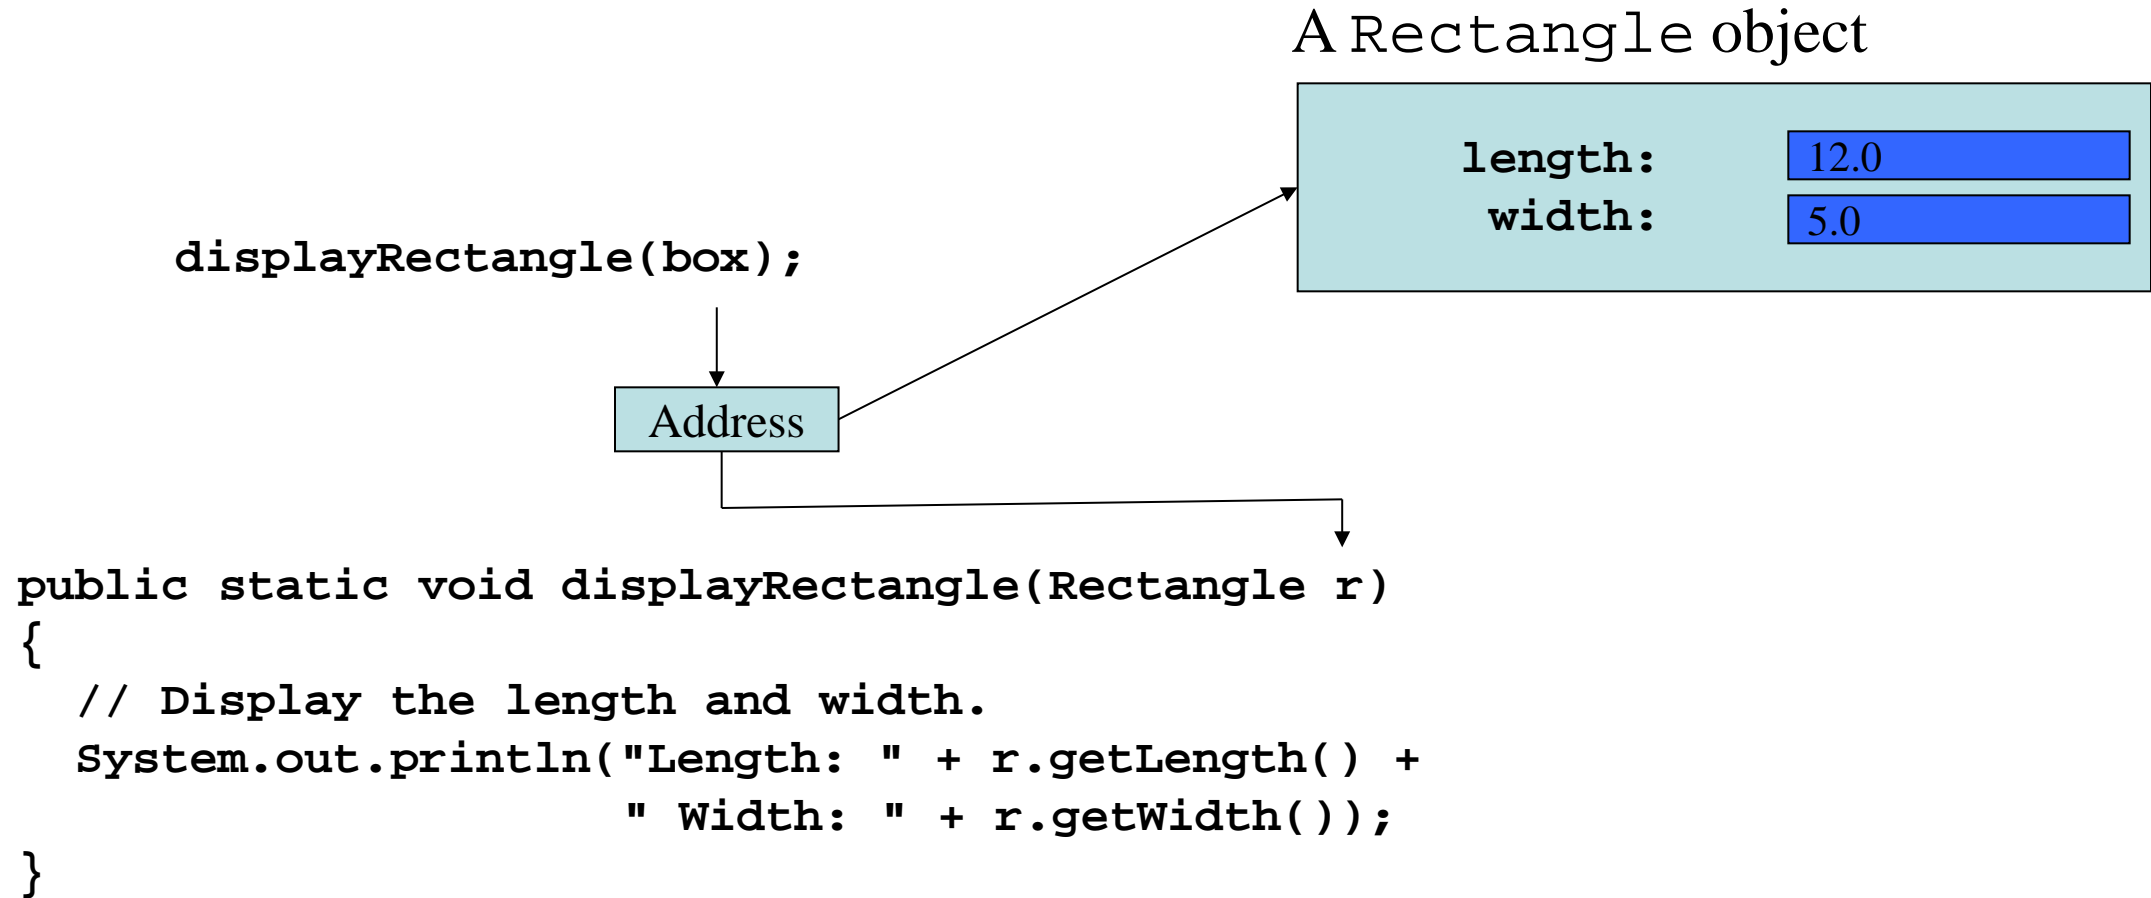 A Rectangle object
length: 12.0
width: 5.0
displayRectangle(box);
Address
public static void displayRectangle(Rectangle r)
{
// Display the length and width.
System.out.println("Length: " + r.getLength() +
" Width: " + r.getWidth());
}